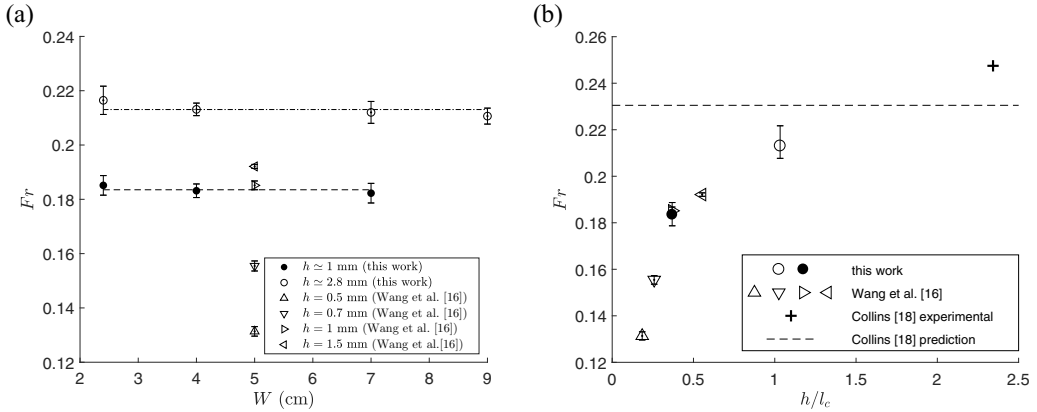 (a)
0.24
0.22
0.2
0.18
0.16
0.14
0.12
Fr
2 3 4 5 6 7 8 9
W (cm)
h ≃ 1 mm (this work)
h ≃ 2.8 mm (this work)
h = 0.5 mm (Wang et al. [16])
h = 0.7 mm (Wang et al. [16])
h = 1 mm (Wang et al. [16])
h = 1.5 mm (Wang et al.[16])
(b)
0.26
0.24
0.22
0.2
0.18
0.16
0.14
0.12
Fr
0 0.5 1 1.5 2 2.5
h/l_c
this work
Wang et al. [16]
Collins [18] experimental
Collins [18] prediction